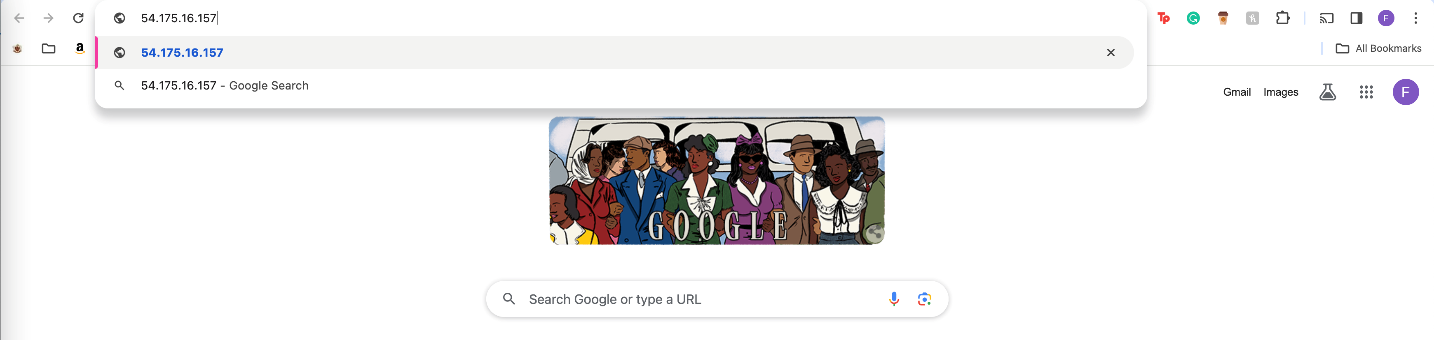 54.175.16.157
54.175.16.157
54.175.16.157 - Google Search
All Bookmarks
Gmail Images F
GOOGLE
Search Google or type a URL